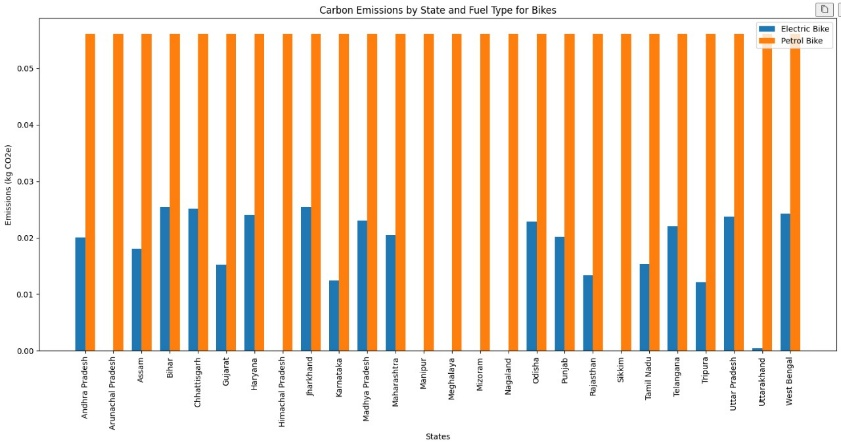 Carbon Emissions by State and Fuel Type for Bikes
Electric Bike
Petrol Bike
Emissions (kg CO2e)
0.05
0.04
0.03
0.02
0.01
0.00
Andhra Pradesh
Arunachal Pradesh
Assam
Bihar
Chhattisgarh
Gujarat
Haryana
Himachal Pradesh
Jharkhand
Karnataka
Madhya Pradesh
Maharashtra
Manipur
Meghalaya
Mizoram
Nagaland
Odisha
Punjab
Rajasthan
Sikkim
Tamil Nadu
Telangana
Tripura
Uttar Pradesh
Uttarakhand
West Bengal
States